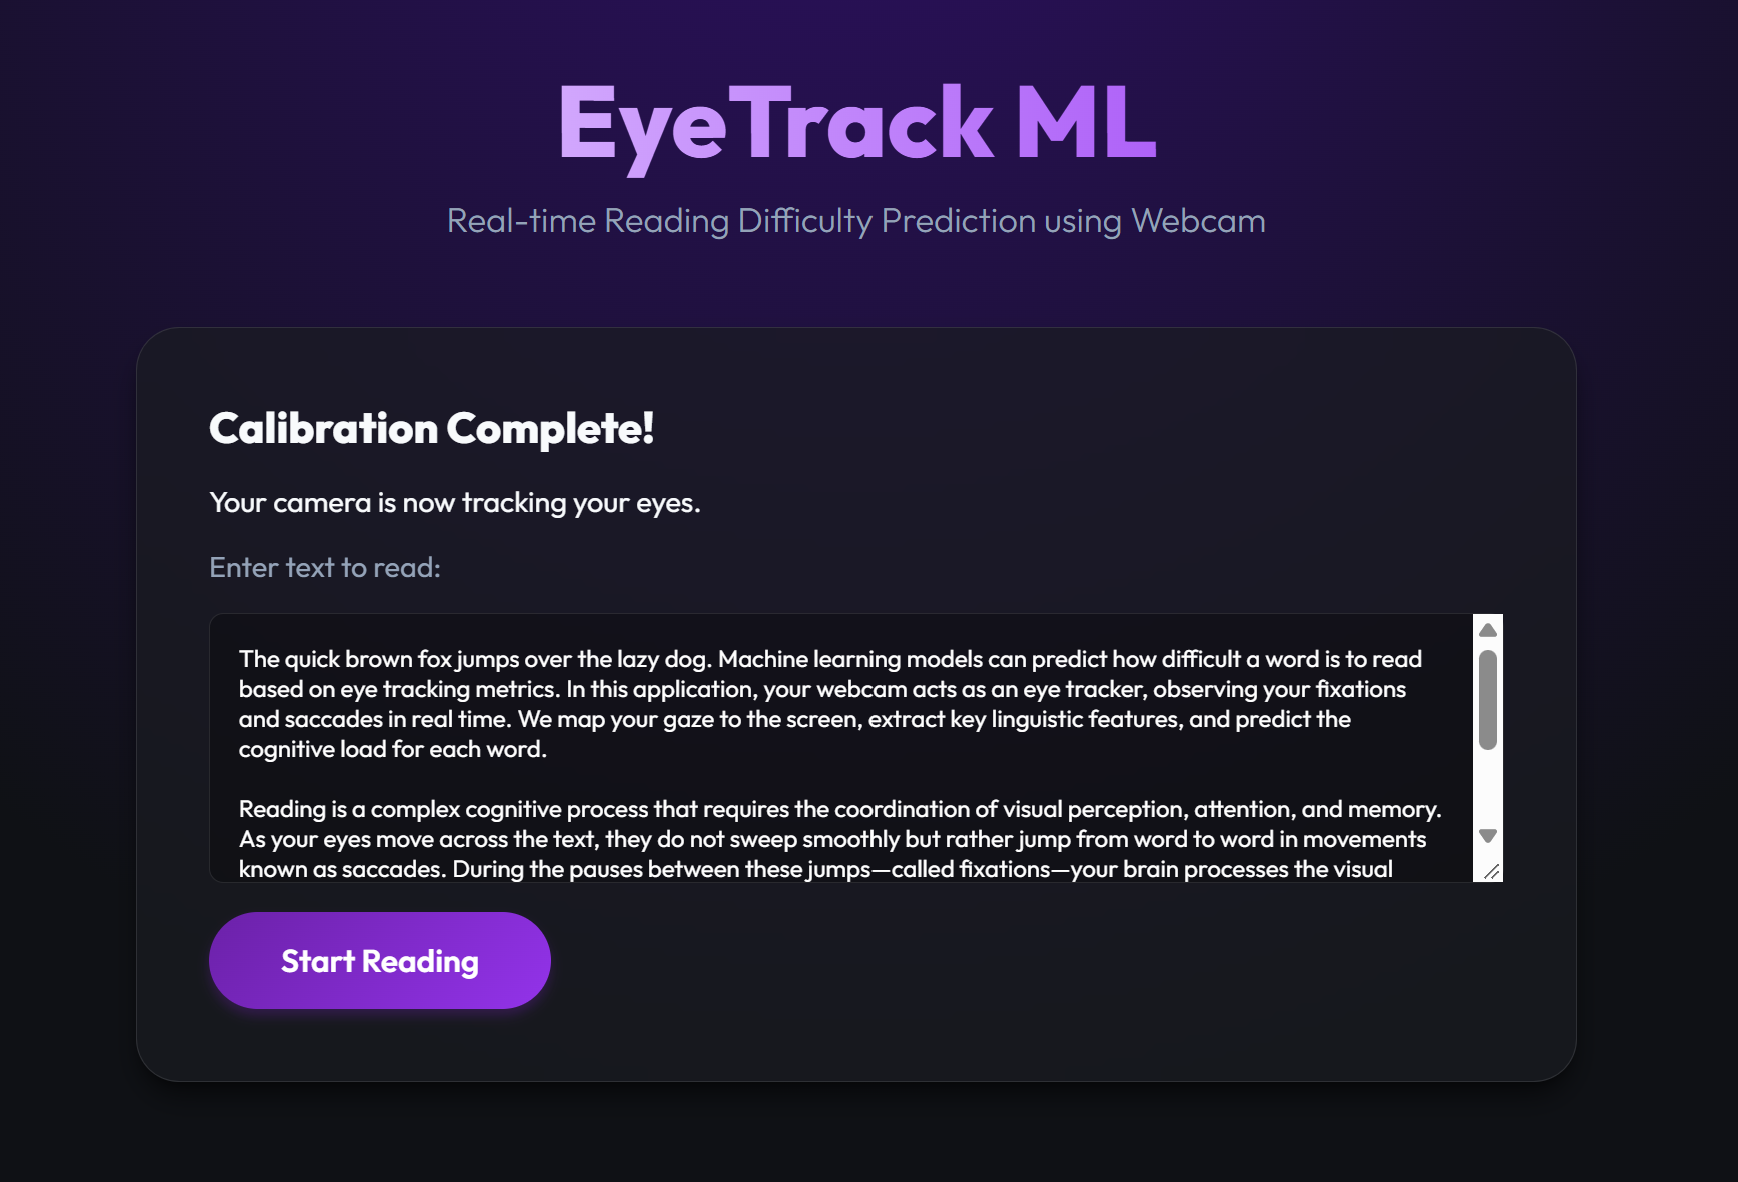 EyeTrack ML
Real-time Reading Difficulty Prediction using Webcam
Calibration Complete!
Your camera is now tracking your eyes.
Enter text to read:
The quick brown fox jumps over the lazy dog. Machine learning models can predict how difficult a word is to read
based on eye tracking metrics. In this application, your webcam acts as an eye tracker, observing your fixations
and saccades in real time. We map your gaze to the screen, extract key linguistic features, and predict the
cognitive load for each word.
Reading is a complex cognitive process that requires the coordination of visual perception, attention, and memory.
As your eyes move across the text, they do not sweep smoothly but rather jump from word to word in movements
known as saccades. During the pauses between these jumps—called fixations—your brain processes the visual
Start Reading